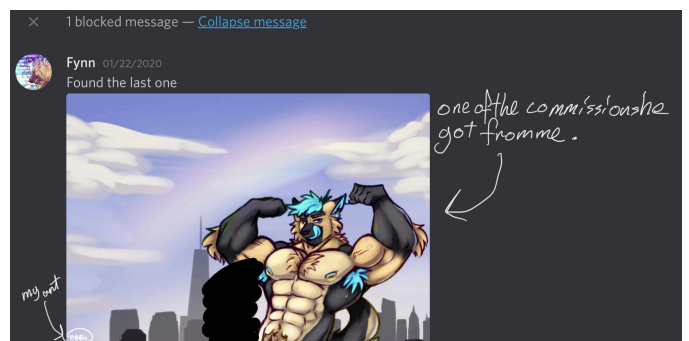 1 blocked message — Collapse message
Fynn 01/22/2020
Found the last one
one of the commissions he
got from me.
my art